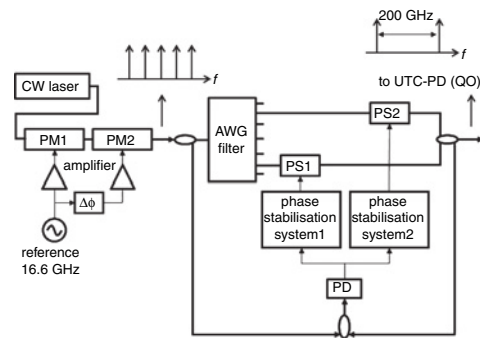 200 GHz
f
f
to UTC-PD (QO)
CW laser
PM1
PM2
AWG
filter
PS2
PS1
amplifier
Δϕ
reference
16.6 GHz
phase
stabilisation
system1
phase
stabilisation
system2
PD